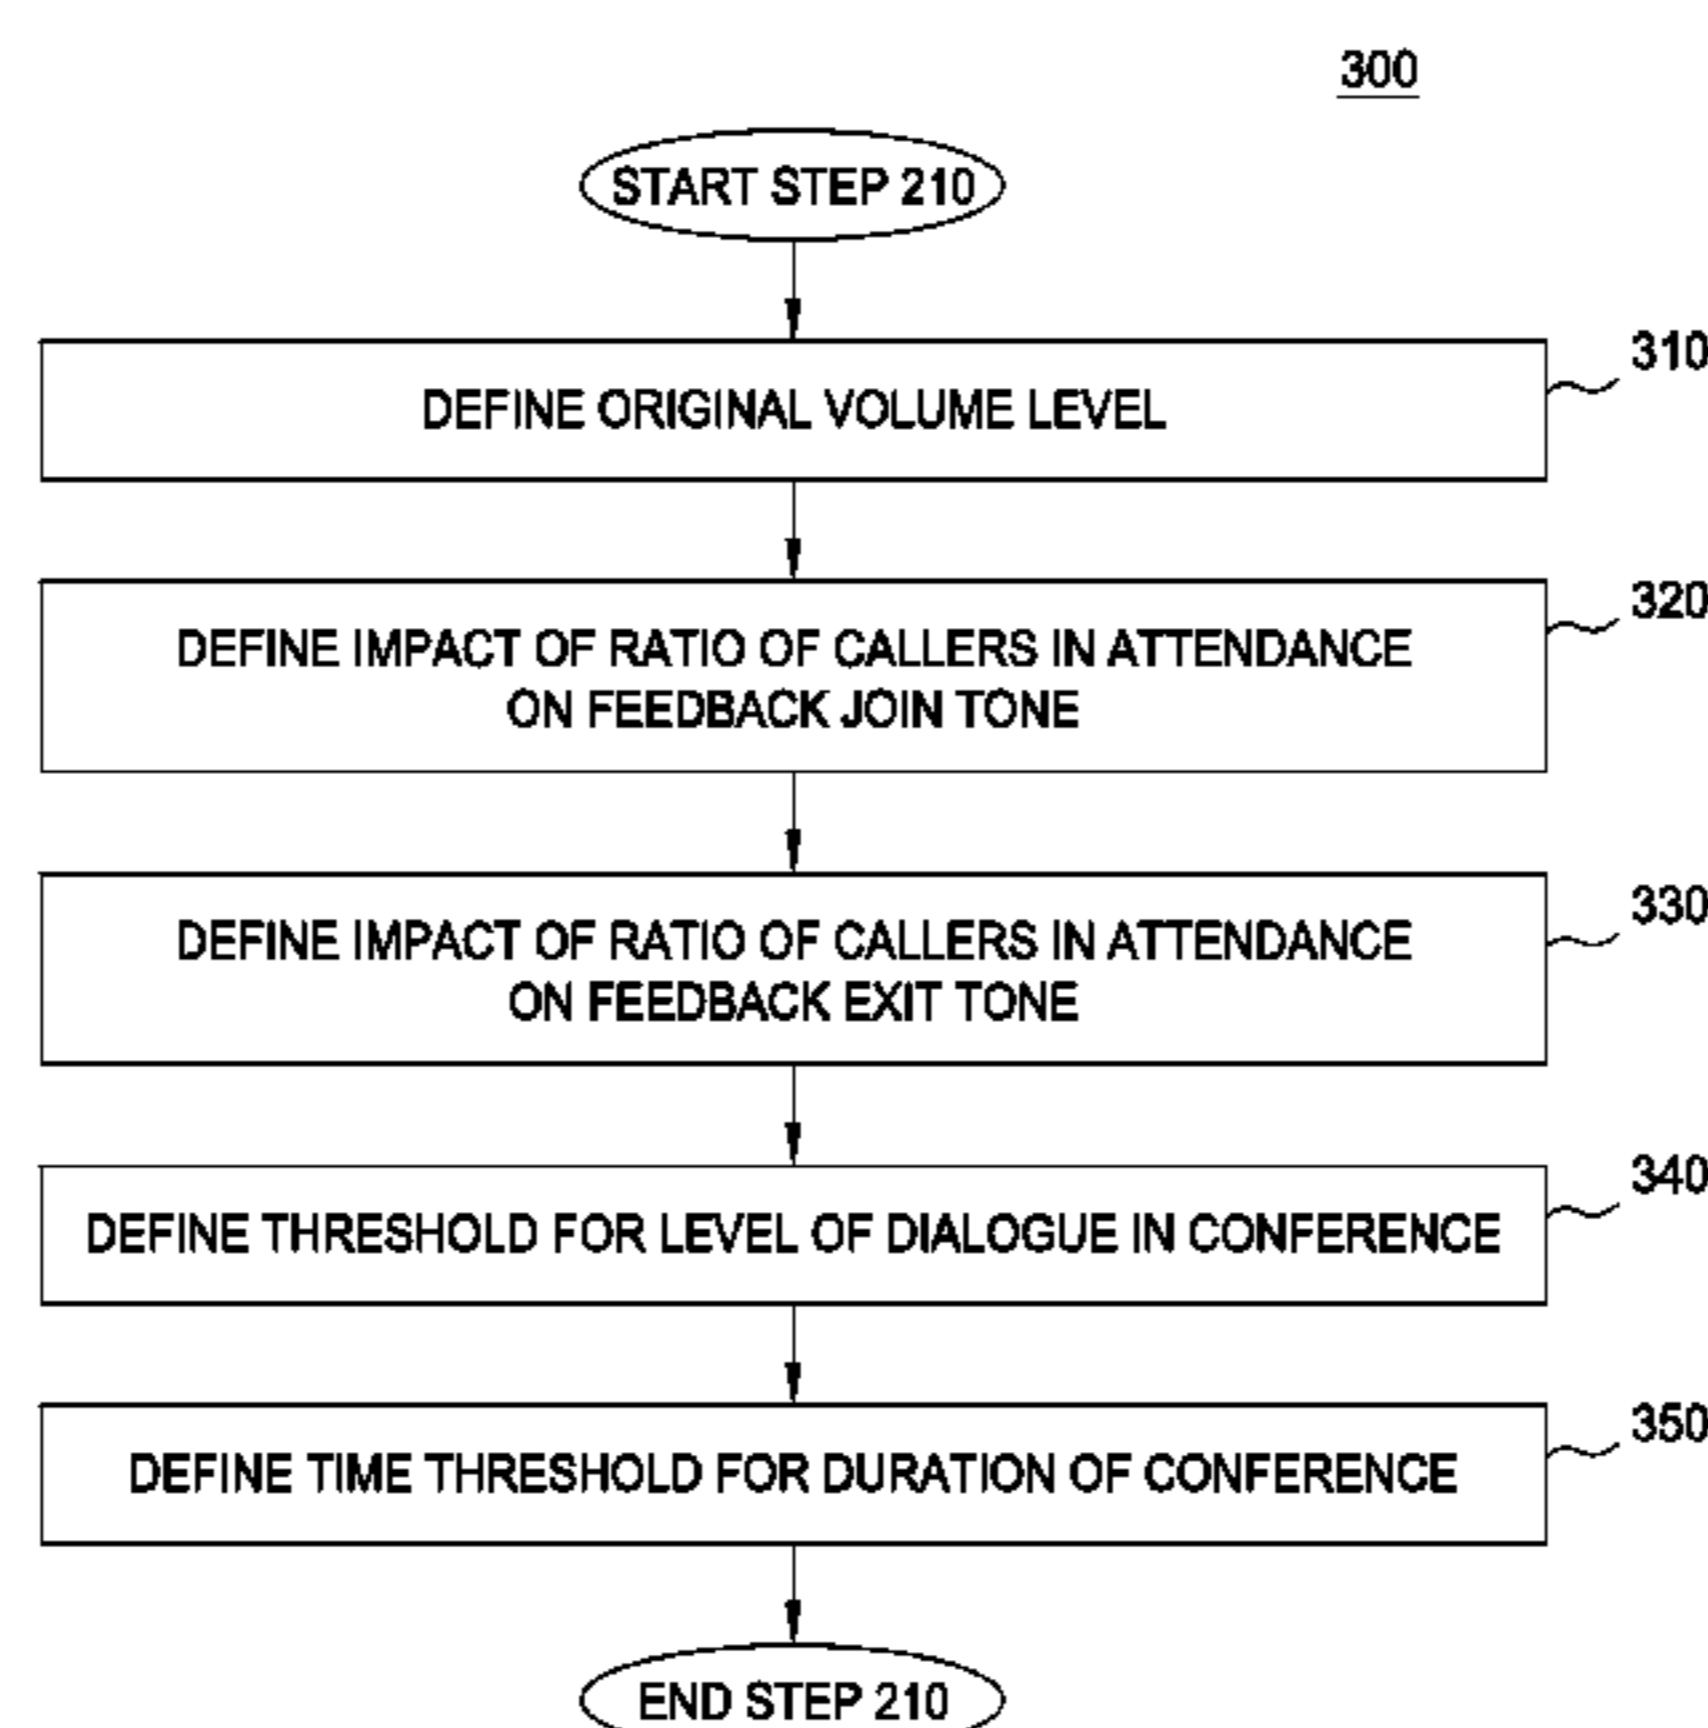 300
START STEP 210
310
DEFINE ORIGINAL VOLUME LEVEL
320
DEFINE IMPACT OF RATIO OF CALLERS IN ATTENDANCE
ON FEEDBACK JOIN TONE
330
DEFINE IMPACT OF RATIO OF CALLERS IN ATTENDANCE
ON FEEDBACK EXIT TONE
340
DEFINE THRESHOLD FOR LEVEL OF DIALOGUE IN CONFERENCE
350
DEFINE TIME THRESHOLD FOR DURATION OF CONFERENCE
END STEP 210